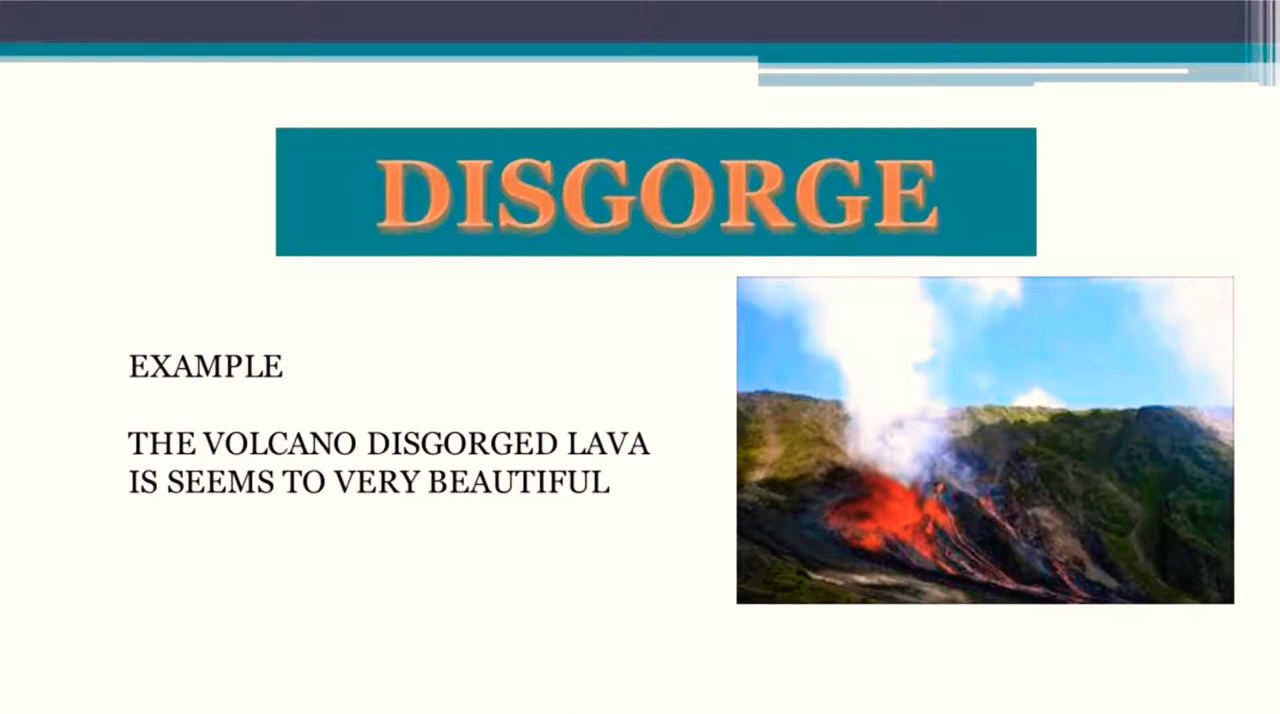 DISGORGE
EXAMPLE
THE VOLCANO DISGORGED LAVA
IS SEEMS TO VERY BEAUTIFUL